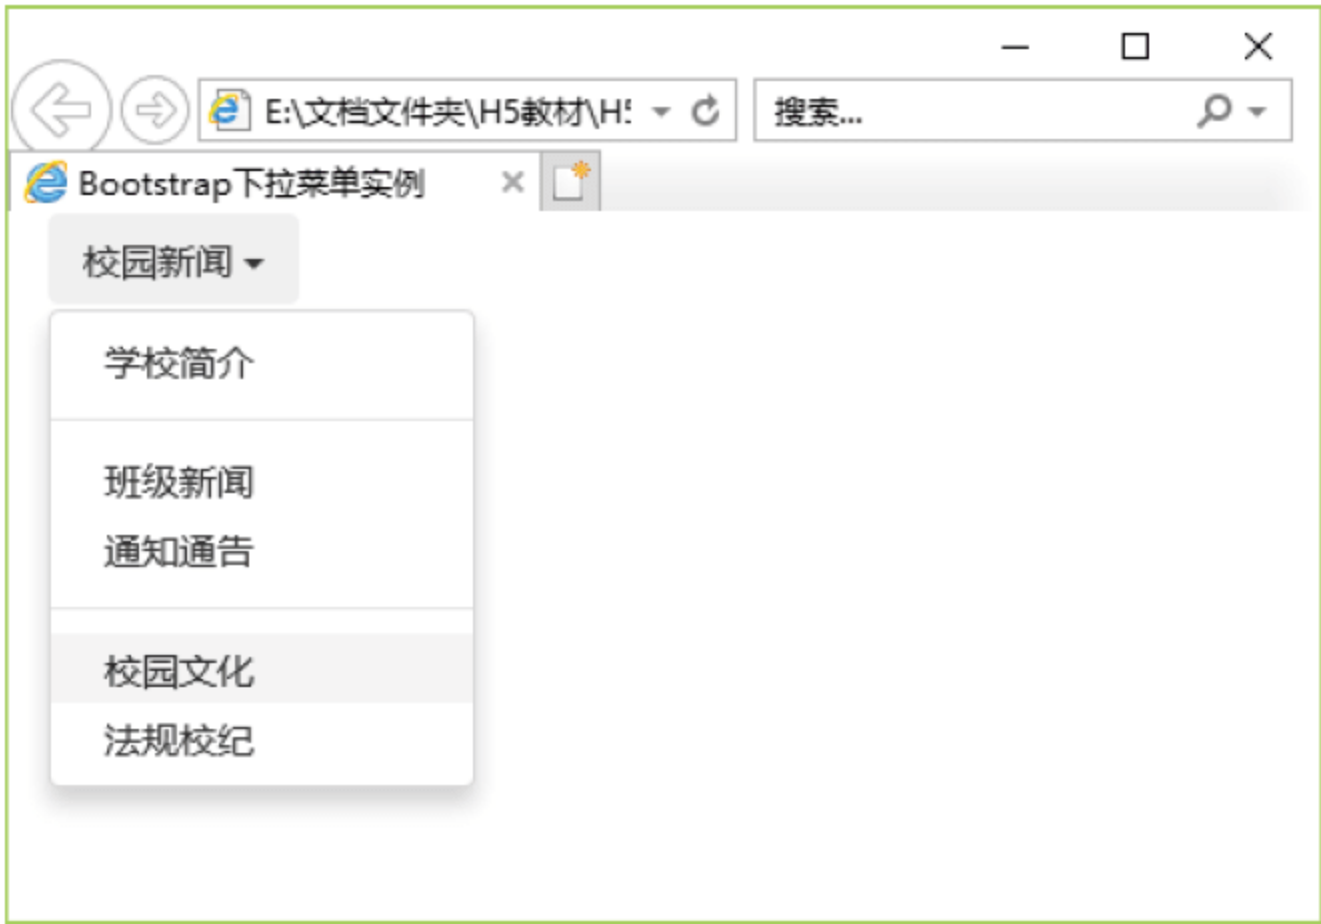 E:\文档文件夹\H5教材\H5
搜索...
Bootstrap下拉菜单实例
校园新闻
学校简介
班级新闻
通知通告
校园文化
法规校纪